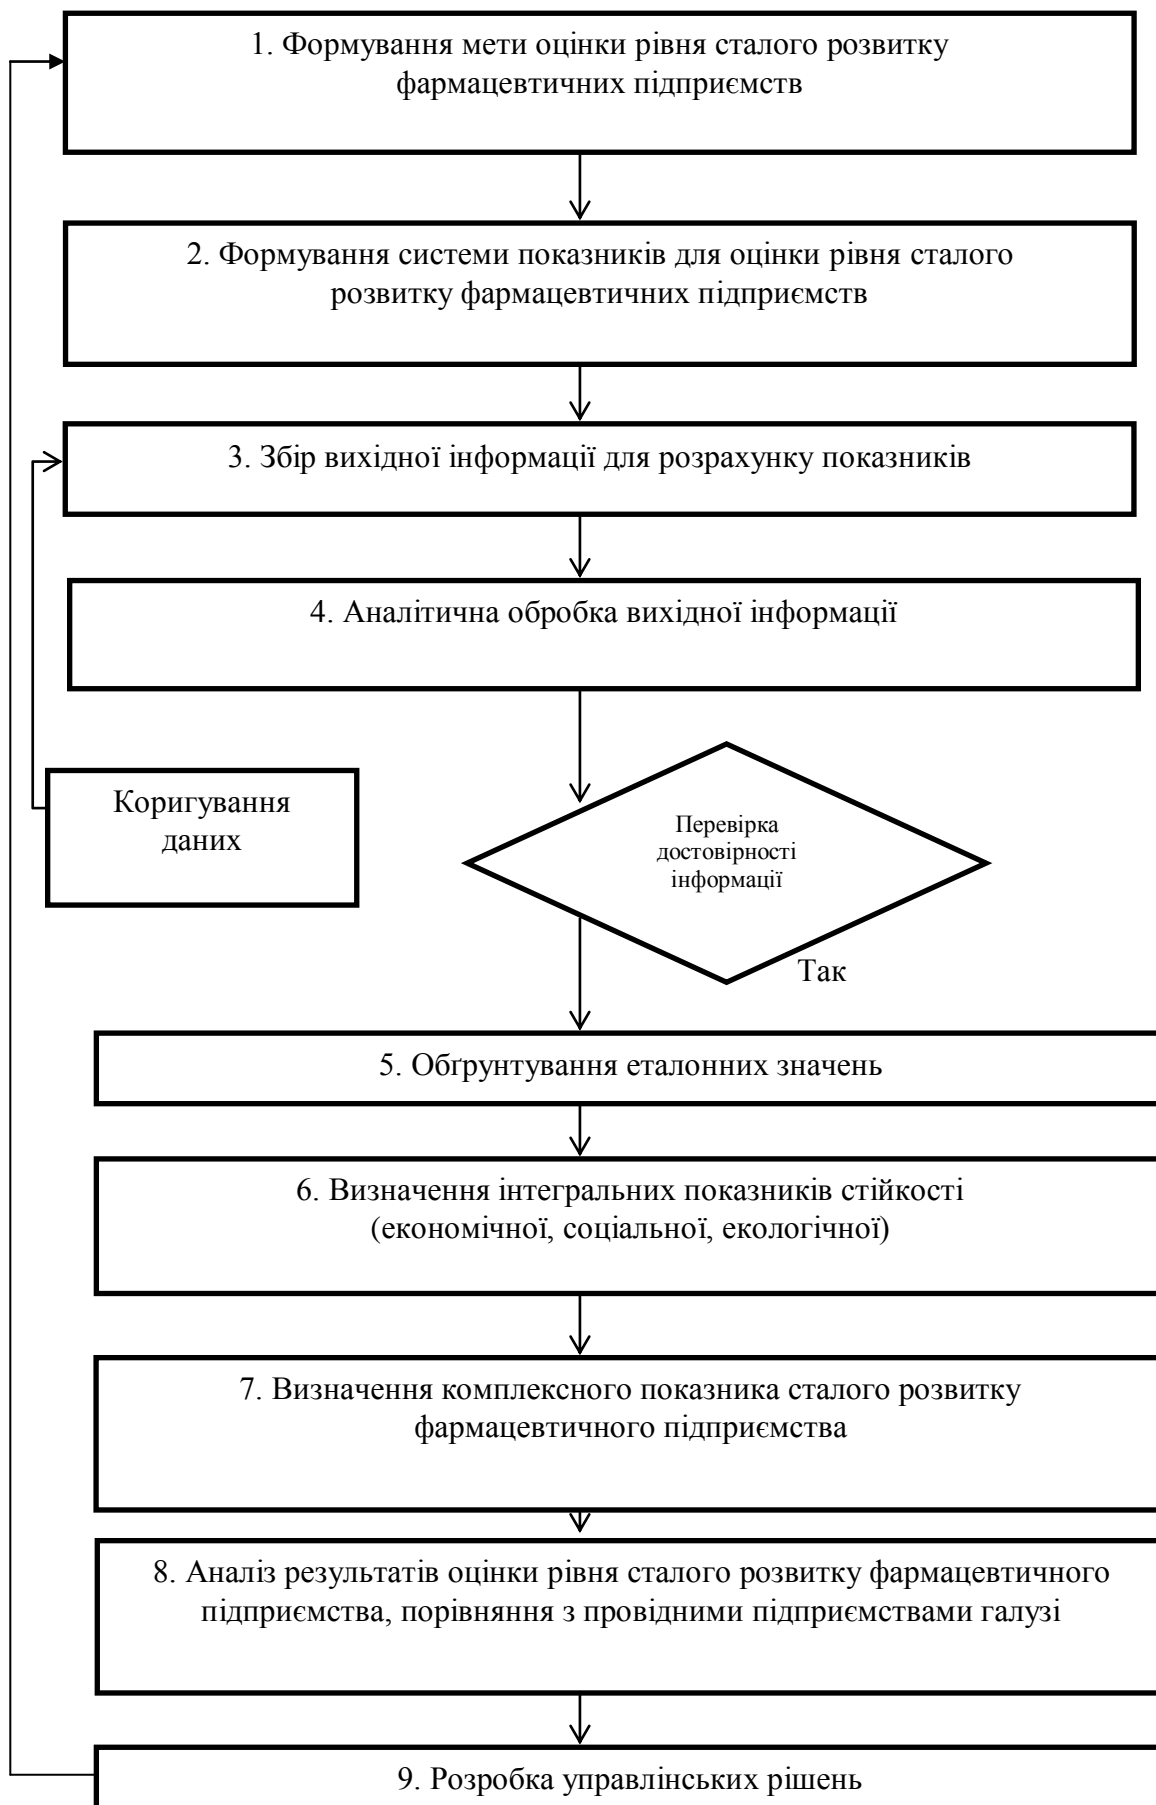 1. Формування мети оцінки рівня сталого розвитку
фармацевтичних підприємств
2. Формування системи показників для оцінки рівня сталого
розвитку фармацевтичних підприємств
3. Збір вихідної інформації для розрахунку показників
4. Аналітична обробка вихідної інформації
Коригування
даних
Перевірка
достовірності
інформації
Так
5. Обґрунтування еталонних значень
6. Визначення інтегральних показників стійкості
(економічної, соціальної, екологічної)
7. Визначення комплексного показника сталого розвитку
фармацевтичного підприємства
8. Аналіз результатів оцінки рівня сталого розвитку фармацевтичного
підприємства, порівняння з провідними підприємствами галузі
9. Розробка управлінських рішень